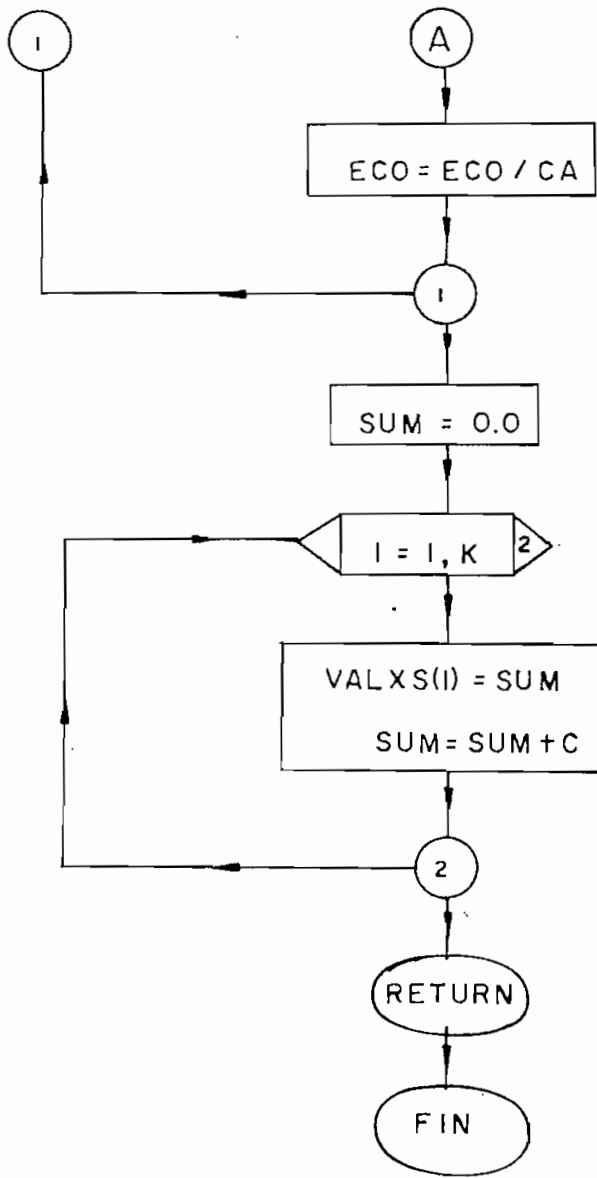 1
A
ECO = ECO / CA
1
SUM = 0.0
I = 1, K
2
VALXS(I) = SUM
SUM = SUM + C
2
RETURN
FIN